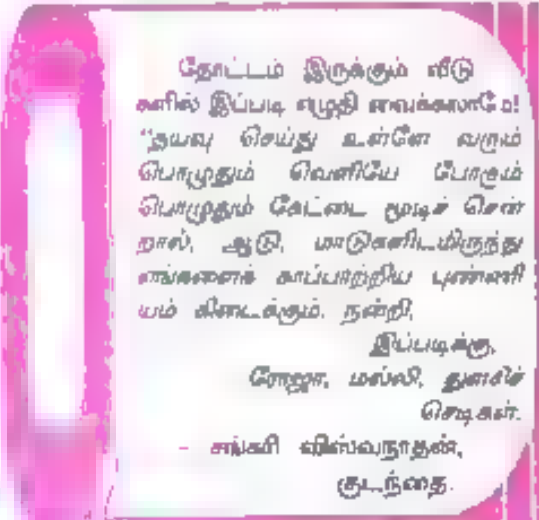 தோட்டம் இருக்கும் வீடு
களில் இப்படி எழுதி வைக்கலாமே!
"தயவு செய்து உள்ளே வரும்
பொழுதும் வெளியே போகும்
பொழுதும் கேட்டை மூடிச் சென்
றால், ஆடு, மாடுகளிடமிருந்து
எங்களைக் காப்பாற்றிய புண்ணி
யம் கிடைக்கும். நன்றி,
இப்படிக்கு,
ரோஜா, மல்லி, துளசிச்
செடிகள்.
- சங்கரி விஸ்வநாதன்,
குடந்தை.